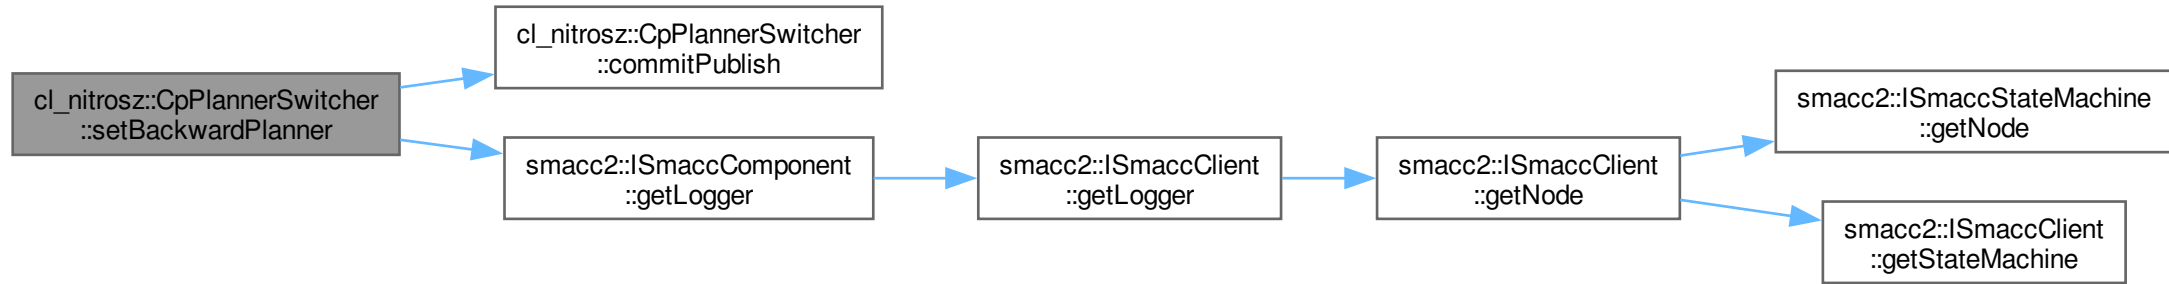 cl_nitrosz::CpPlannerSwitcher
::setBackwardPlanner
cl_nitrosz::CpPlannerSwitcher
::commitPublish
smacc2::ISmaccComponent
::getLogger
smacc2::ISmaccClient
::getLogger
smacc2::ISmaccClient
::getNode
smacc2::ISmaccStateMachine
::getNode
smacc2::ISmaccClient
::getStateMachine